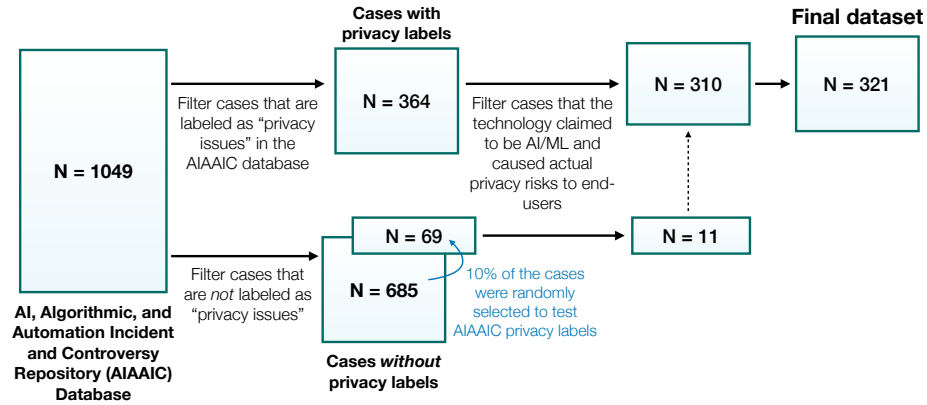 Cases with
privacy labels
Final dataset
N = 1049
Filter cases that are
labeled as “privacy
issues” in the
AIAAIC database
N = 364
Filter cases that the
technology claimed
to be AI/ML and
caused actual
privacy risks to end-
users
N = 310
N = 321
Filter cases that
are not labeled as
“privacy issues”
N = 69
N = 685
10% of the cases
were randomly
selected to test
AIAAIC privacy labels
N = 11
AI, Algorithmic, and
Automation Incident
and Controversy
Repository (AIAAIC)
Database
Cases without
privacy labels